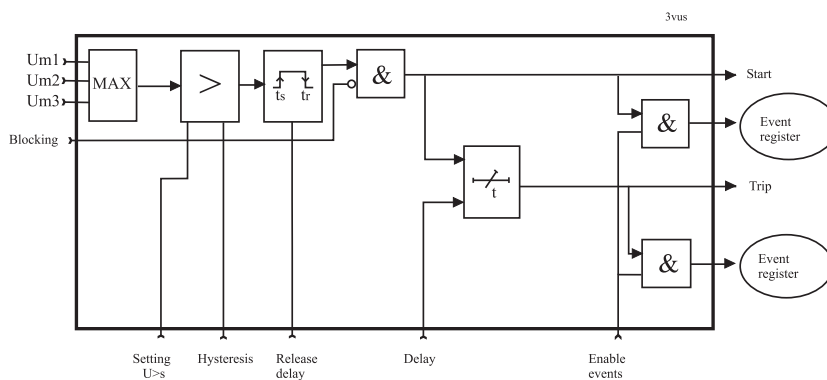 3vus
Um1
Um2
Um3
MAX
>
ts tr
&
Start
&
Event
register
Blocking
t
Trip
&
Event
register
Setting
U>s
Hysteresis
Release
delay
Delay
Enable
events